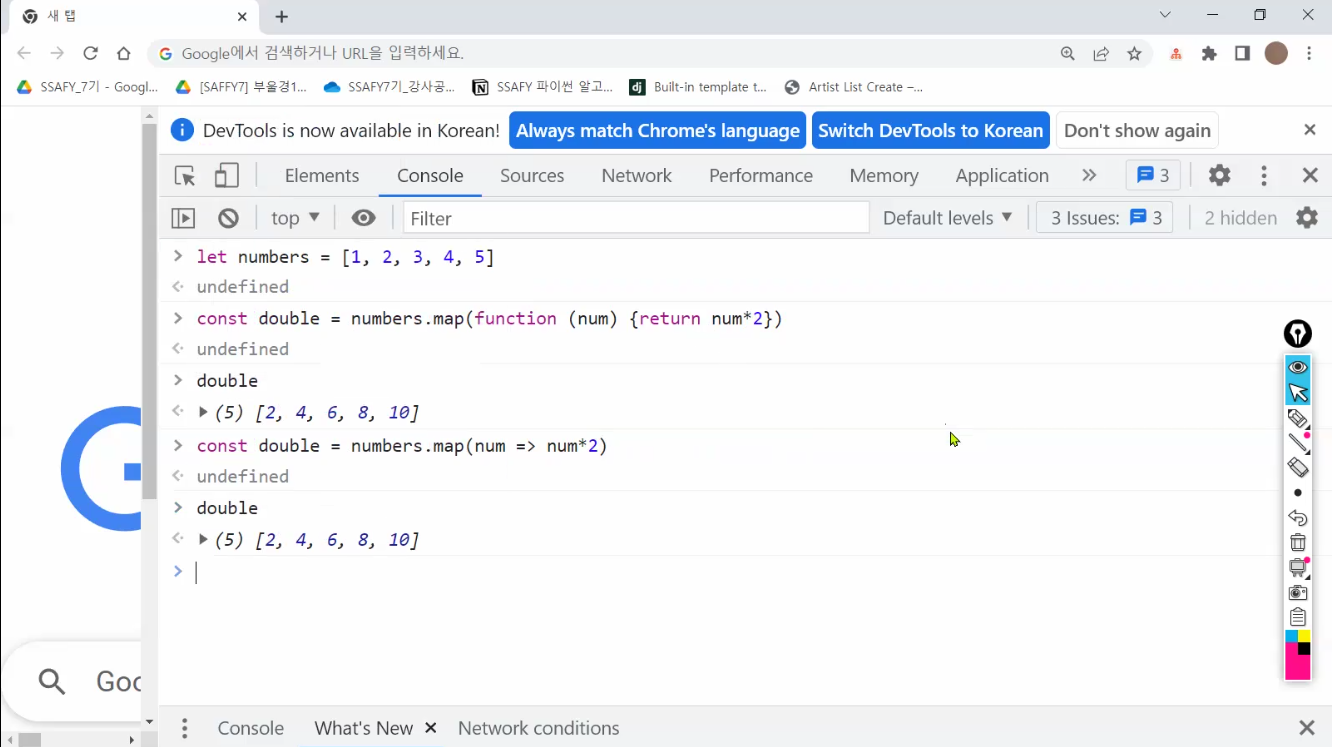 새 탭
Google에서 검색하거나 URL을 입력하세요.
SSAFY_7기 - Googl...
[SAFFY7] 부울경1...
SSAFY7기_강사공...
SSAFY 파이썬 알고...
Built-in template t...
Artist List Create –...
DevTools is now available in Korean!
Always match Chrome's language
Switch DevTools to Korean
Don't show again
Elements
Console
Sources
Network
Performance
Memory
Application
3
top
Filter
Default levels
3 Issues: 3
2 hidden
let numbers = [1, 2, 3, 4, 5]
undefined
const double = numbers.map(function (num) {return num*2})
undefined
double
(5) [2, 4, 6, 8, 10]
const double = numbers.map(num => num*2)
undefined
double
(5) [2, 4, 6, 8, 10]
Goo
Console
What's New
Network conditions